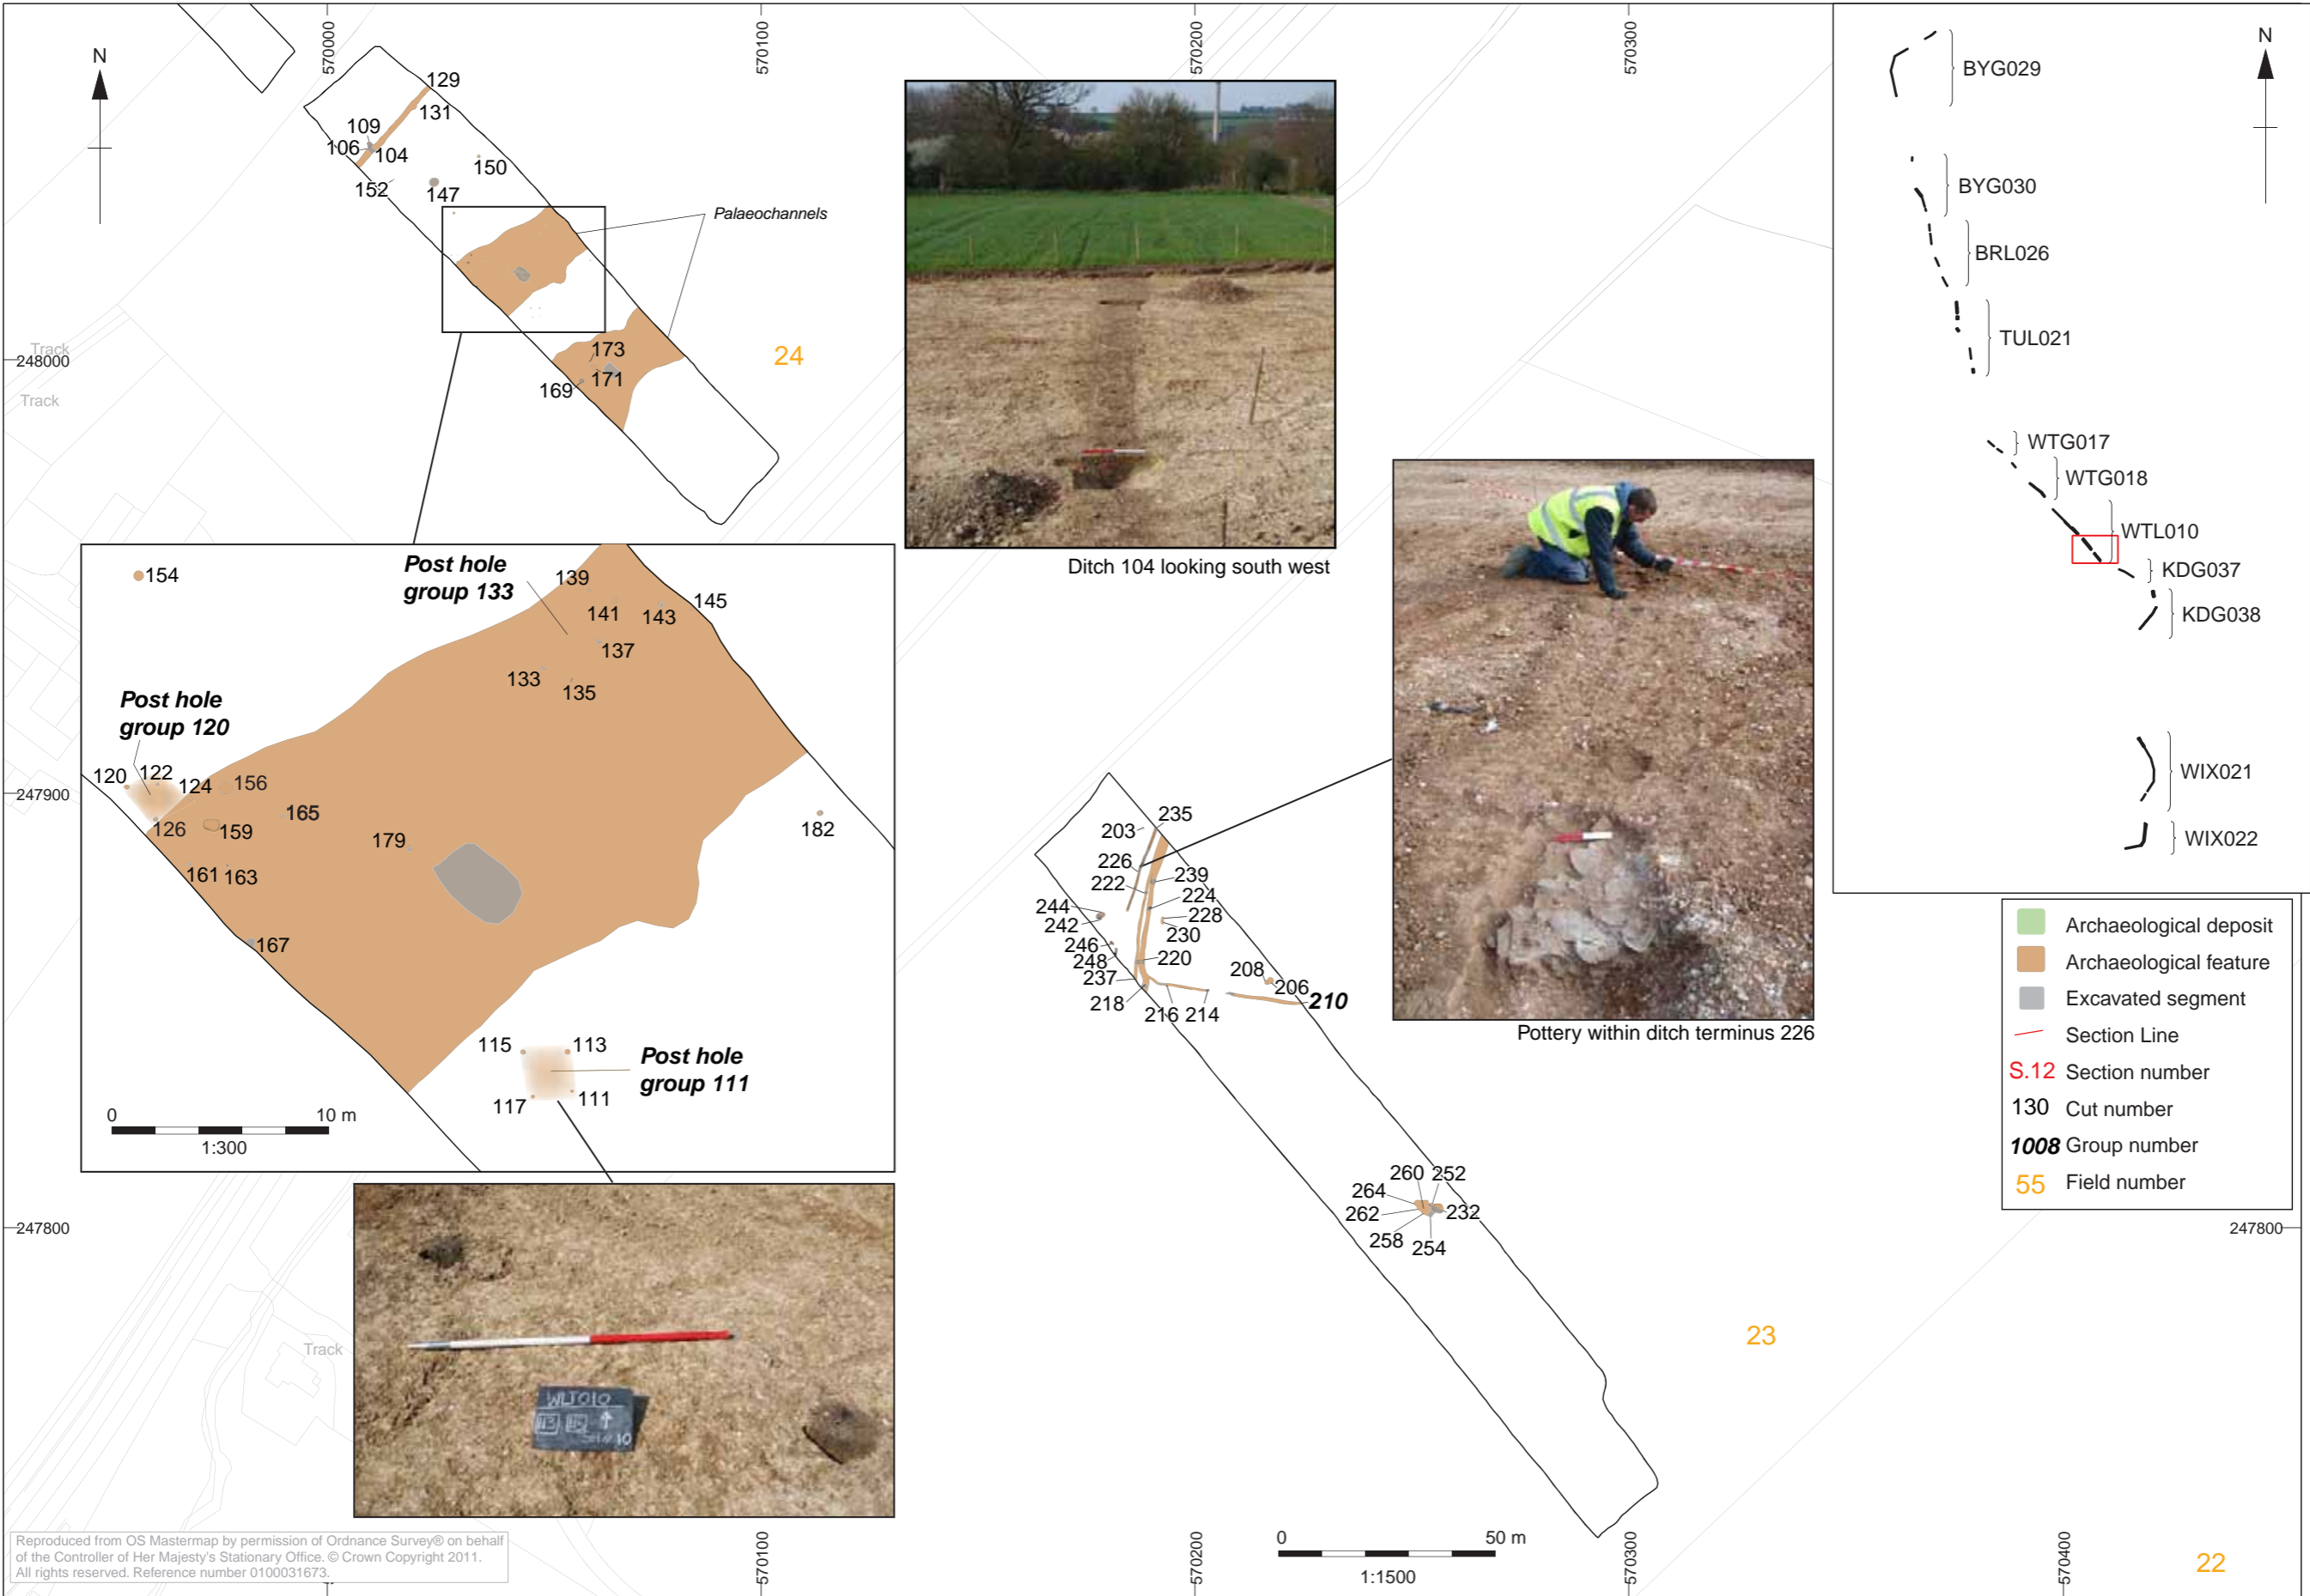 570000
570100
570200
570300
N
129
131
109
106
104
150
152
147
Palaeochannels
173
171
169
24
Track
248000
Track
Ditch 104 looking south west
154
Post hole
group 133
139
141
143
145
137
133
135
Post hole
group 120
120
122
124
156
126
159
165
179
182
161
163
167
115
113
117
111
Post hole
group 111
0
10 m
1:300
247900
247800
Track
203
235
226
222
239
224
228
230
244
242
246
248
237
220
218
216
214
208
206
210
Pottery within ditch terminus 226
260
252
264
262
232
258
254
23
22
N
BYG029
BYG030
BRL026
TUL021
WTG017
WTG018
WTL010
KDG037
KDG038
WIX021
WIX022
Archaeological deposit
Archaeological feature
Excavated segment
Section Line
S.12 Section number
130 Cut number
1008 Group number
55 Field number
247800
0
50 m
1:1500
570100
570200
570300
570400
Reproduced from OS Mastermap by permission of Ordnance Survey® on behalf
of the Controller of Her Majesty's Stationary Office. © Crown Copyright 2011.
All rights reserved. Reference number 0100031673.